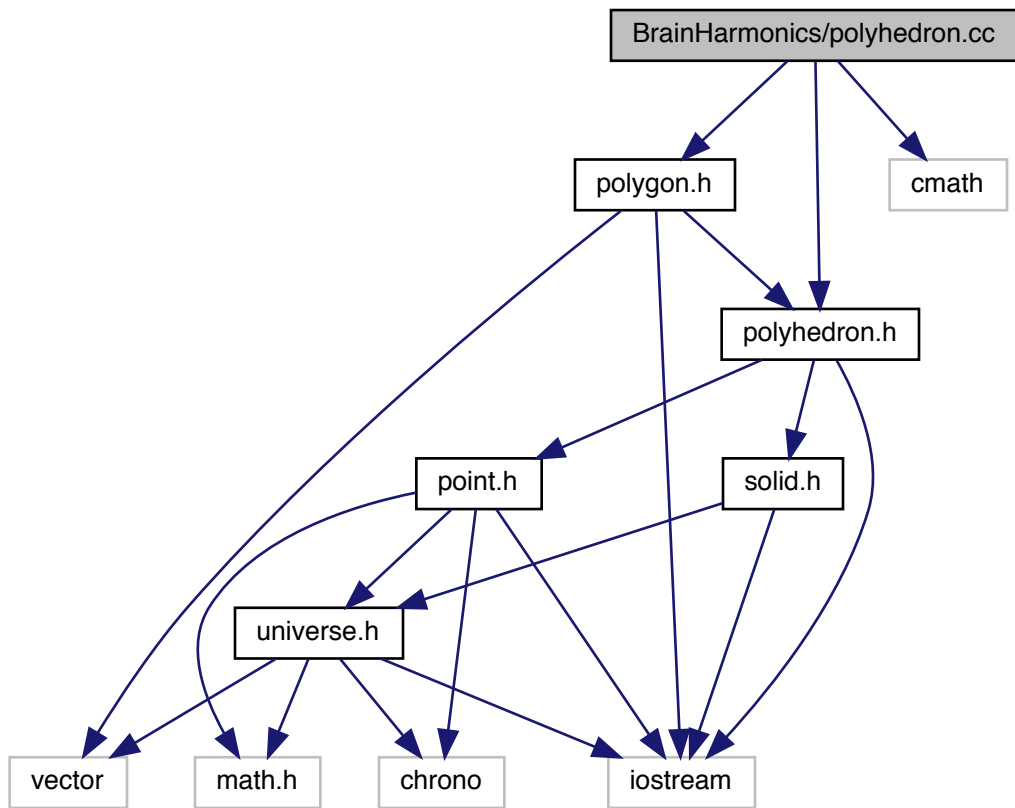 BrainHarmonics/polyhedron.cc
polygon.h
cmath
polyhedron.h
point.h
solid.h
universe.h
vector
math.h
chrono
iostream